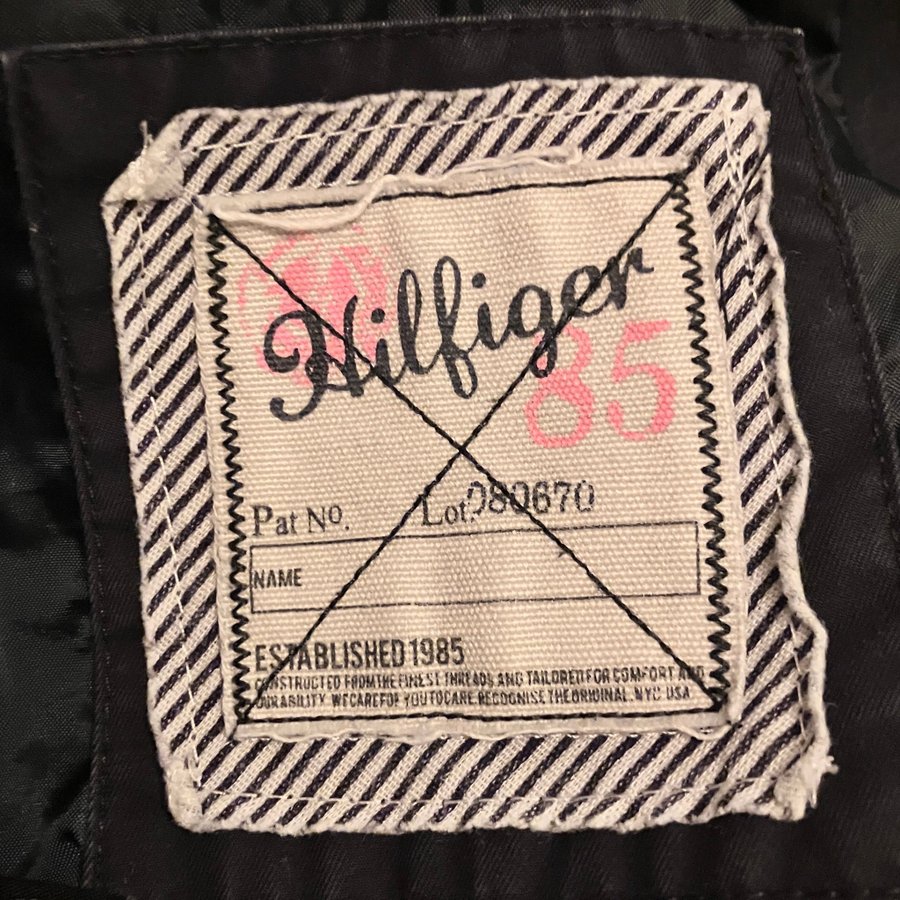 Hilfiger
85
Pat No. Lot.080670
NAME
ESTABLISHED 1985
CONSTRUCTED FROM THE FINEST THREADS AND TAILORED FOR COMFORT AND
DURABILITY. WE CARE FOR YOU TO CARE. RECOGNISE THE ORIGINAL. NYC. USA